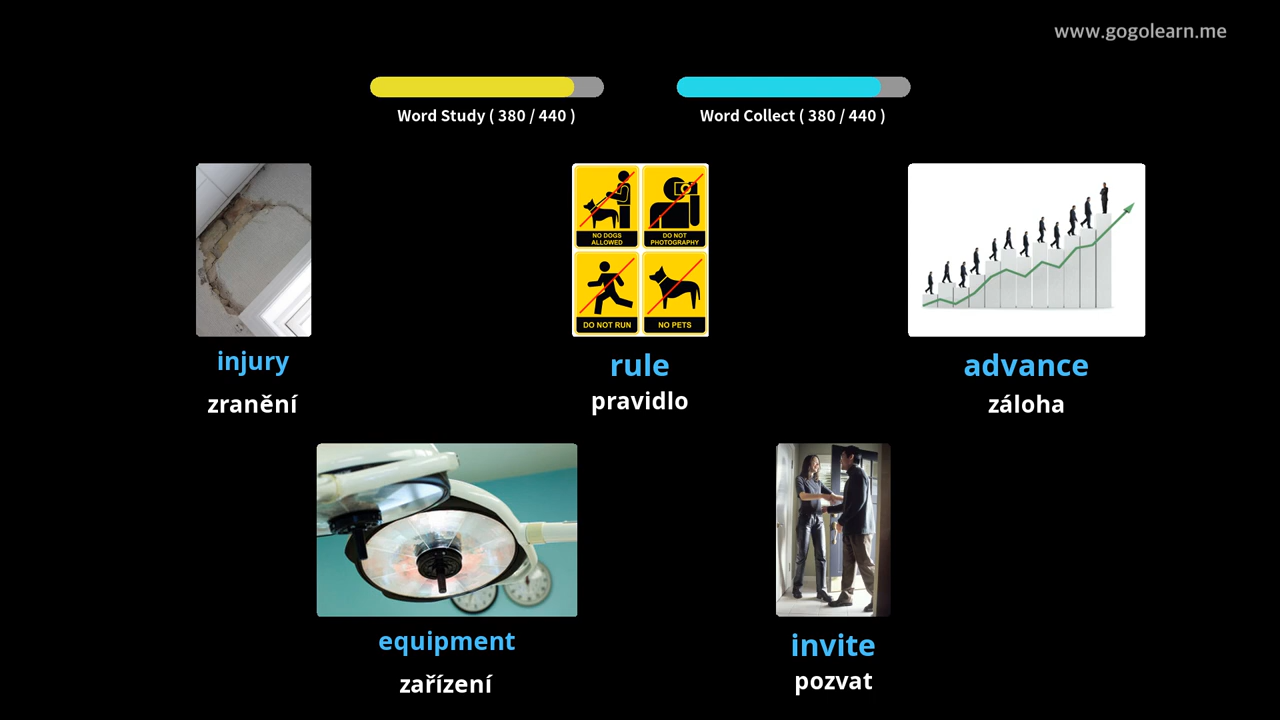 www.gogolearn.me
Word Study ( 380 / 440 )
Word Collect ( 380 / 440 )
NO DOGS
ALLOWED
DO NOT
PHOTOGRAPHY
DO NOT RUN
NO PETS
injury
zranění
rule
pravidlo
advance
záloha
equipment
zařízení
invite
pozvat